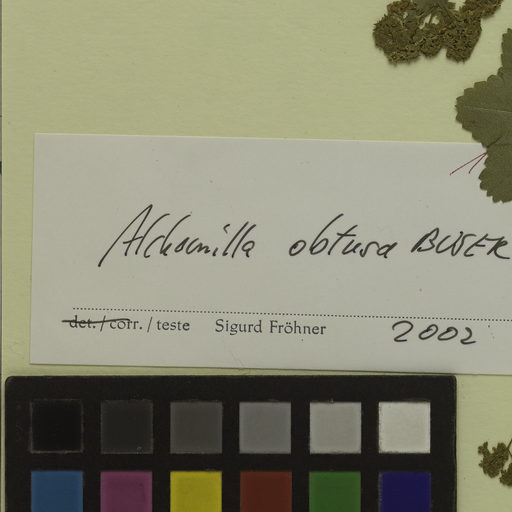 Alchemilla obtusa BUSER
det. / corr. / teste Sigurd Fröhner 2002